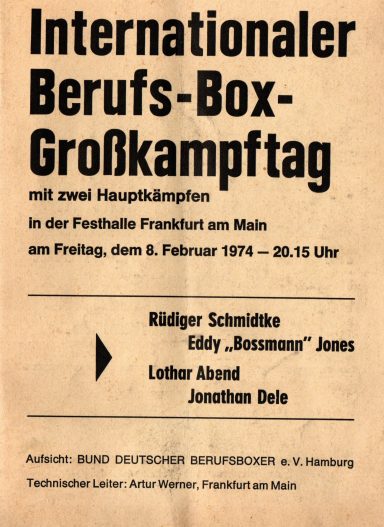 Internationaler
Berufs-Box-
Großkampftag
mit zwei Hauptkämpfen
in der Festhalle Frankfurt am Main
am Freitag, dem 8. Februar 1974 — 20.15 Uhr
Rüdiger Schmidtke
Eddy „Bossmann" Jones
Lothar Abend
Jonathan Dele
Aufsicht: BUND DEUTSCHER BERUFSBOXER e. V. Hamburg
Technischer Leiter: Artur Werner, Frankfurt am Main